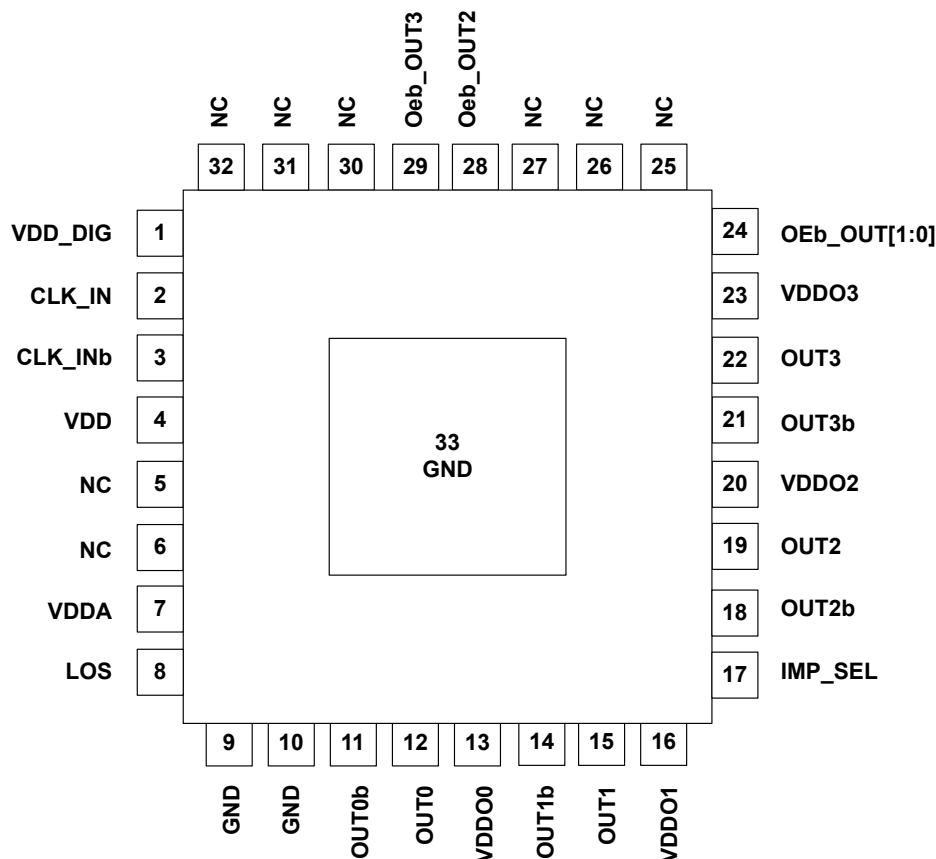 Oeb_OUT3
Oeb_OUT2
NC
NC
NC
NC
NC
NC
32
31
30
29
28
27
26
25
VDD_DIG
1
24
OEb_OUT[1:0]
CLK_IN
2
23
VDDO3
CLK_INb
3
22
OUT3
VDD
4
21
OUT3b
33
GND
NC
5
20
VDDO2
NC
6
19
OUT2
VDDA
7
18
OUT2b
LOS
8
17
IMP_SEL
9
10
11
12
13
14
15
16
GND
GND
OUT0b
OUT0
VDDO0
OUT1b
OUT1
VDDO1